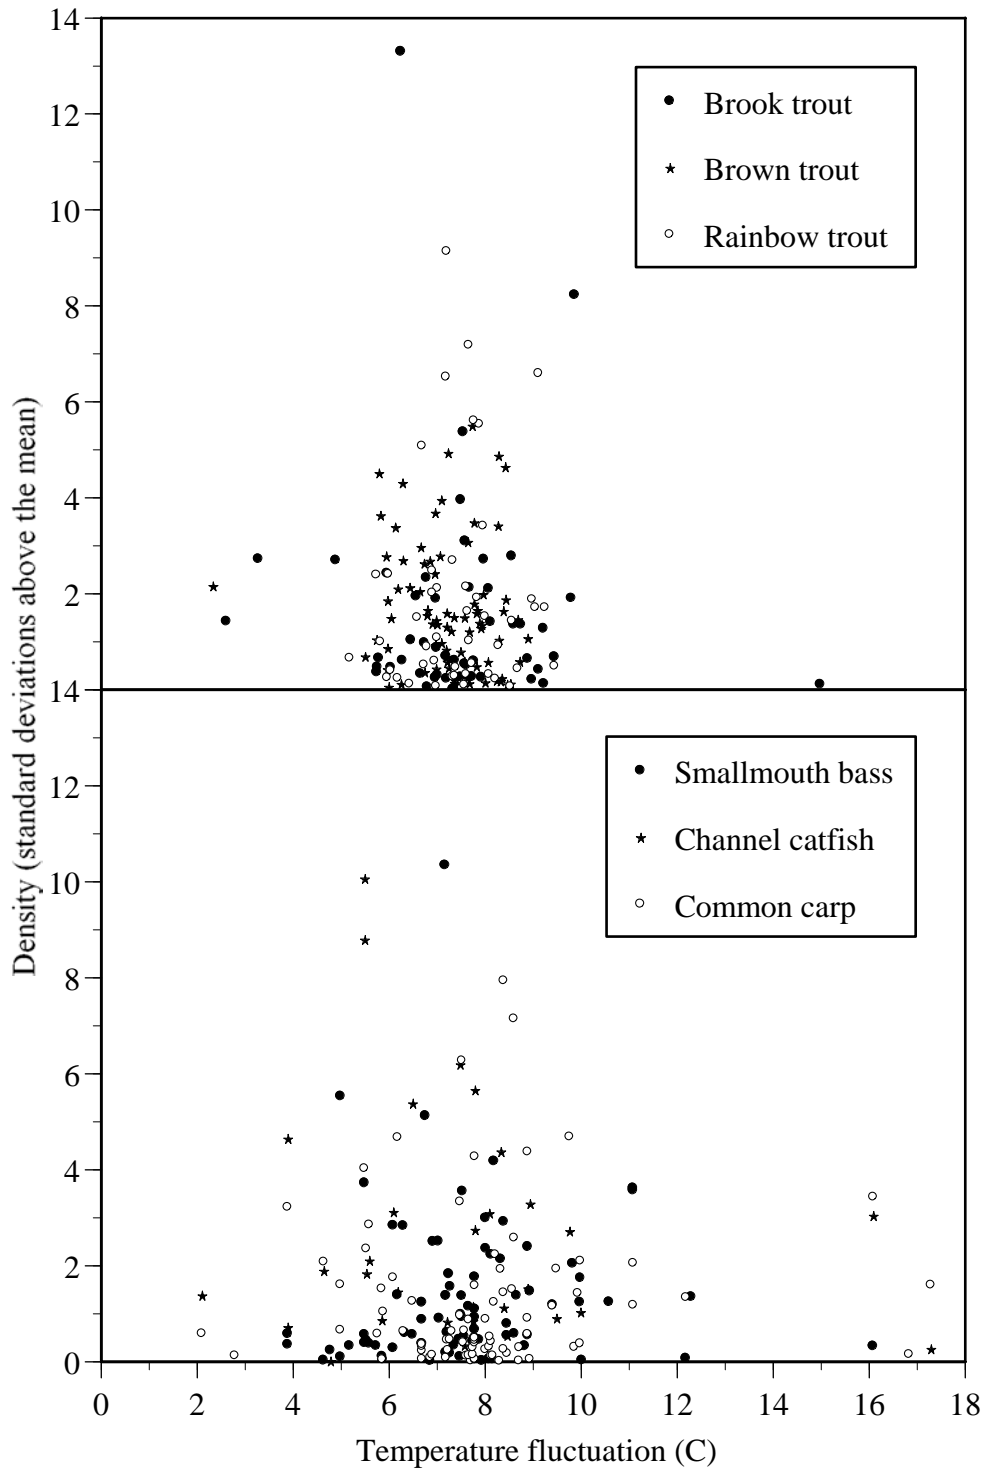 14
12
10
8
6
4
2
Brook trout
Brown trout
Rainbow trout
Density (standard deviations above the mean)
14
12
10
8
6
4
2
0
Smallmouth bass
Channel catfish
Common carp
0 2 4 6 8 10 12 14 16 18
Temperature fluctuation (C)